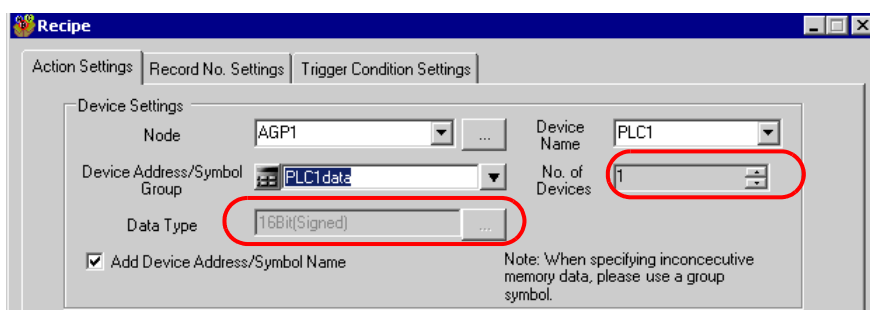 Recipe
Action Settings Record No. Settings Trigger Condition Settings
Device Settings
Node AGP1 ... Device Name PLC1
Device Address/Symbol Group PLC1data No. of Devices 1
Data Type 16Bit(Signed) ...
Add Device Address/Symbol Name
Note: When specifying inconcecutive
memory data, please use a group
symbol.